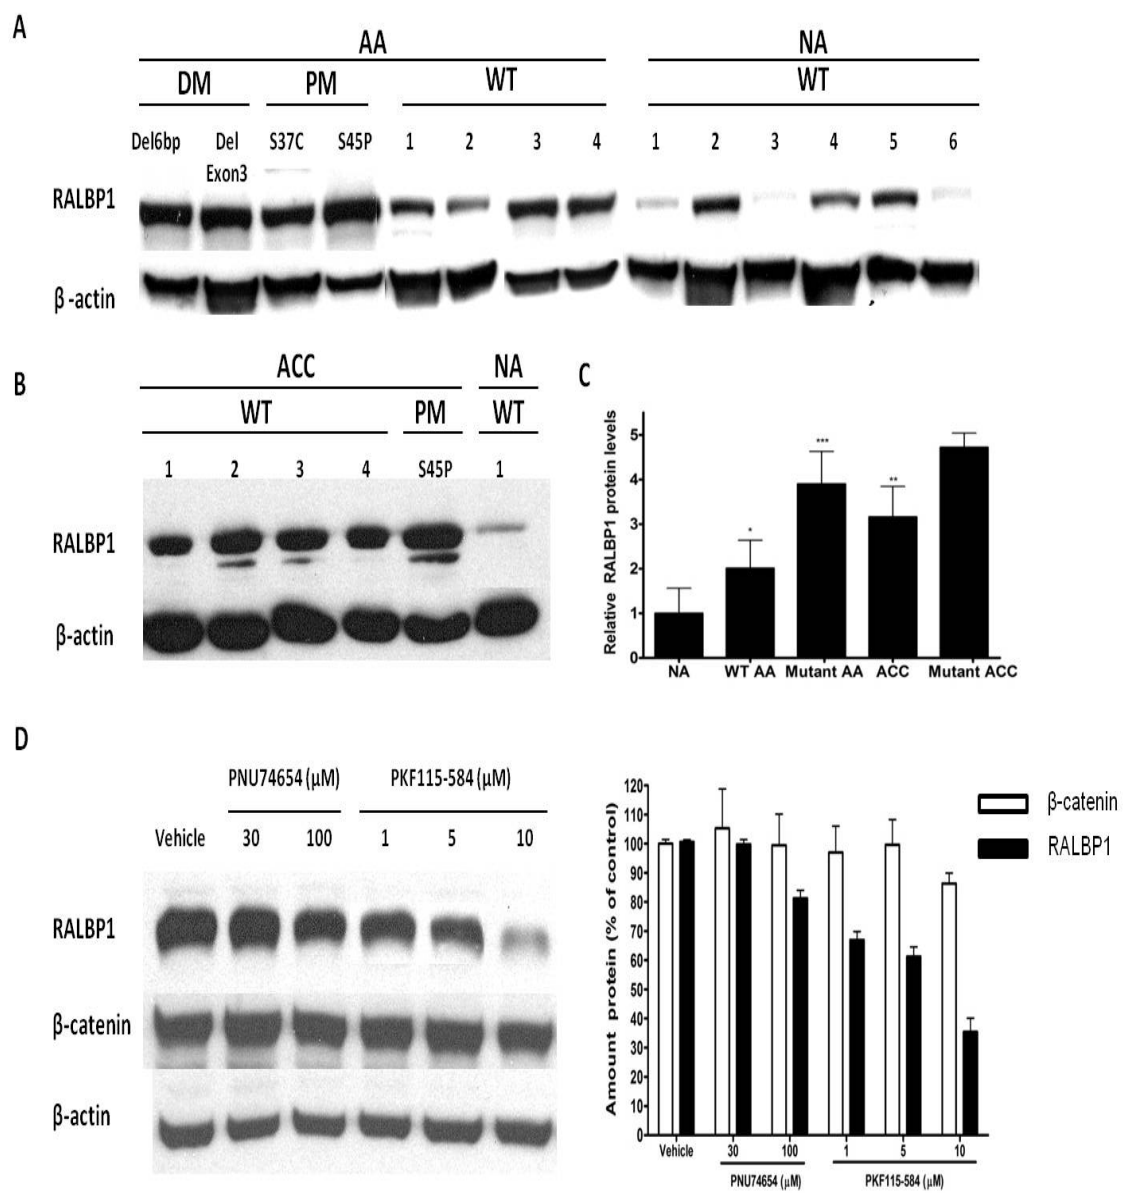 A
AA NA
DM PM WT WT
Del6bp Del Exon3 S37C S45P 1 2 3 4 1 2 3 4 5 6
RALBP1
β-actin
B
ACC NA
WT PM WT
1 2 3 4 S45P 1
RALBP1
β-actin
C
Relative RALBP1 protein levels
5
4
3
2
1
0
* *** **
NA WT AA Mutant AA ACC Mutant ACC
D
PNU74654 (µM) PKF115-584 (µM)
Vehicle 30 100 1 5 10
RALBP1
β-catenin
β-actin
Amount protein (% of control)
120
110
100
90
80
70
60
50
40
30
20
10
0
Vehicle 30 100 1 5 10
PNU74654 (µM) PKF115-584 (µM)
β-catenin
RALBP1